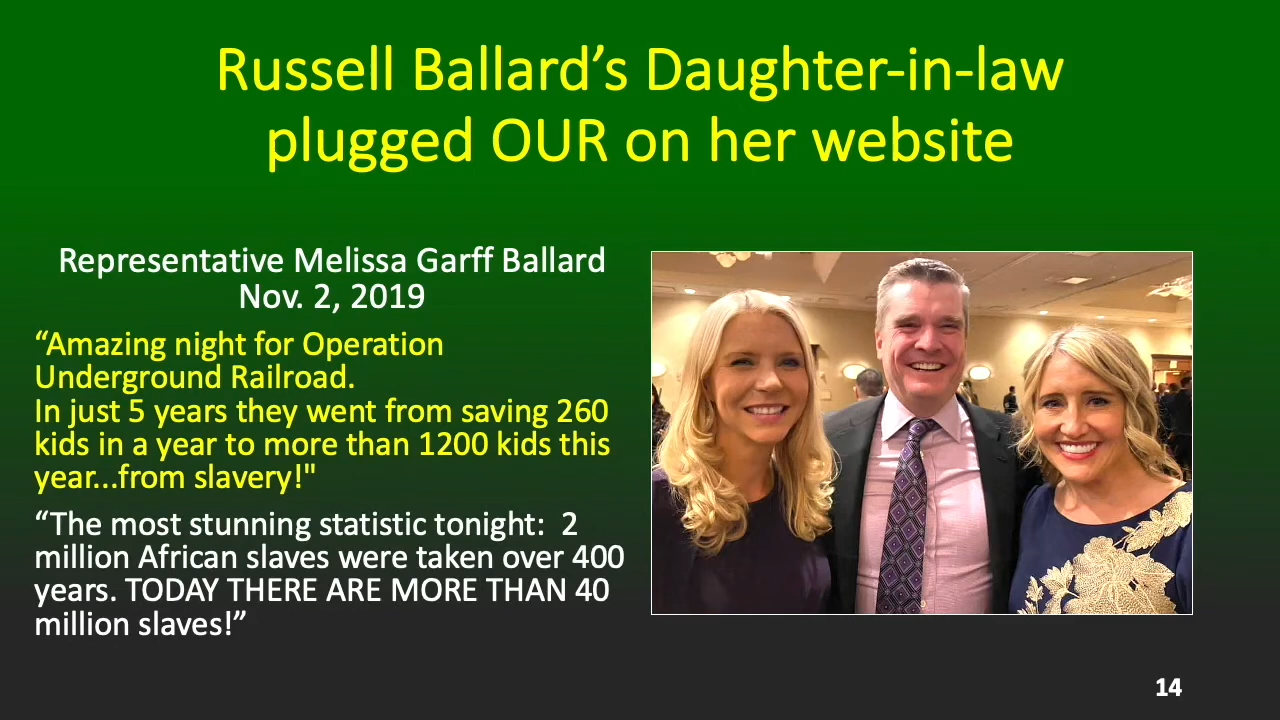 Russell Ballard’s Daughter-in-law
plugged OUR on her website
Representative Melissa Garff Ballard
Nov. 2, 2019
“Amazing night for Operation
Underground Railroad.
In just 5 years they went from saving 260
kids in a year to more than 1200 kids this
year...from slavery!"
“The most stunning statistic tonight:  2
million African slaves were taken over 400
years. TODAY THERE ARE MORE THAN 40
million slaves!”
14